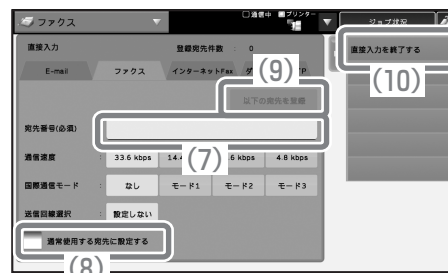 ファクス
通信中 プリンター
ジョブ状況
直接入力
登録宛先件数 : 0
直接入力を終了する
E-mail
ファクス
インターネットFax
(9)
(10)
以下の宛先を登録
宛先番号(必須)
(7)
通信速度 : 33.6 kbps
4.8 kbps
国際通信モード : なし モード1 モード2 モード3
送信回線選択 : 設定しない
通常使用する宛先に設定する
(8)